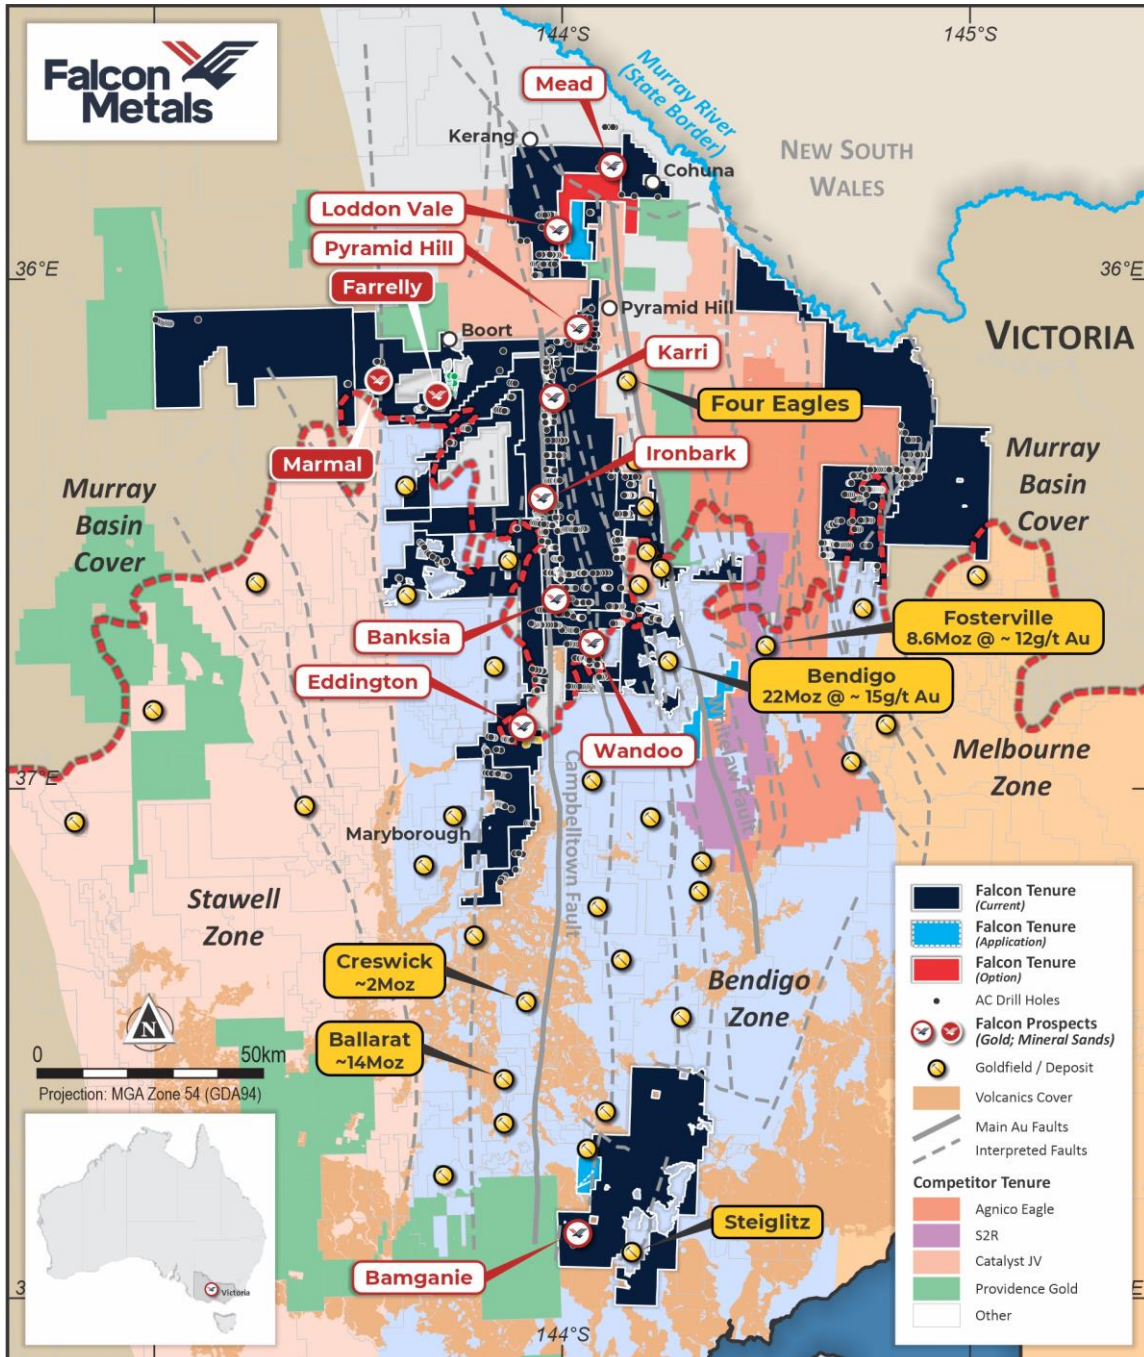 Falcon
Metals
144°S
145°S
Mead
Murray River
(State Border)
Kerang
NEW SOUTH
WALES
Cohuna
Loddon Vale
Pyramid Hill
36°E
36°E
Farrelly
Pyramid Hill
Boort
VICTORIA
Karri
Four Eagles
Marmal
Ironbark
Murray
Basin
Cover
Murray
Basin
Cover
Banksia
Fosterville
8.6Moz @ ~ 12g/t Au
Bendigo
22Moz @ ~ 15g/t Au
Eddington
Whitelaw Fault
Wandoo
Melbourne
Zone
Campbelltown Fault
37°E
Maryborough
Stawell
Zone
Creswick
~2Moz
Bendigo
Zone
Ballarat
~14Moz
N
0
50km
Projection: MGA Zone 54 (GDA94)
Victoria
Steiglitz
Bamganie
144°S
3
E
Falcon Tenure
(Current)
Falcon Tenure
(Application)
Falcon Tenure
(Option)
AC Drill Holes
Falcon Prospects
(Gold; Mineral Sands)
Goldfield / Deposit
Volcanics Cover
Main Au Faults
Interpreted Faults
Competitor Tenure
Agnico Eagle
S2R
Catalyst JV
Providence Gold
Other